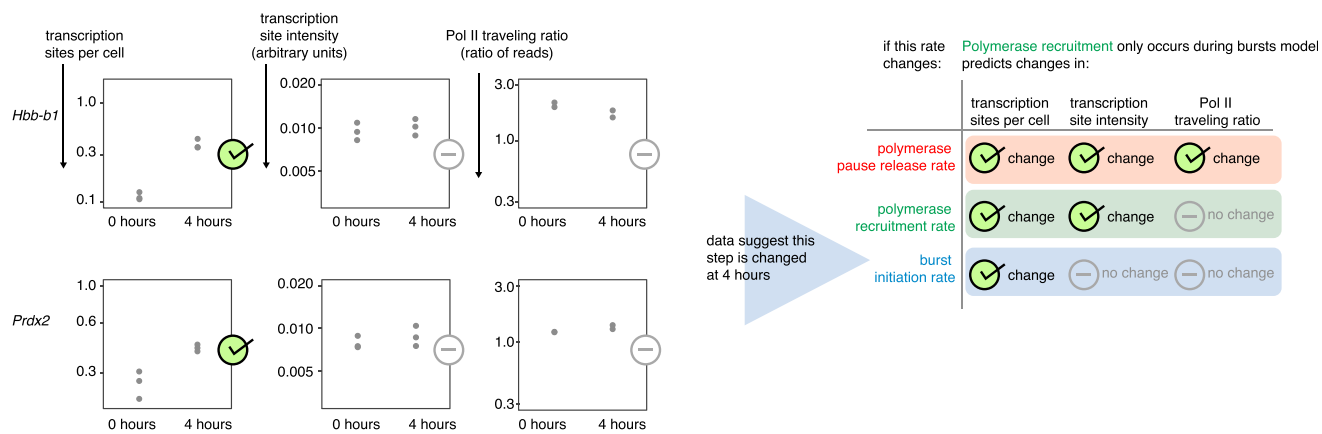 transcription
sites per cell
transcription
site intensity
(arbitrary units)
Pol II traveling ratio
(ratio of reads)
Hbb-b1
1.0
0.3
0.1
0 hours
4 hours
0.020
0.010
0.005
0 hours
4 hours
3.0
1.0
0.3
0 hours
4 hours
Prdx2
1.0
0.6
0.3
0 hours
4 hours
0.020
0.010
0.005
0 hours
4 hours
3.0
1.0
0.3
0 hours
4 hours
data suggest this
step is changed
at 4 hours
if this rate
changes:
Polymerase recruitment only occurs during bursts model
predicts changes in:
transcription
sites per cell
transcription
site intensity
Pol II
traveling ratio
polymerase
pause release rate
change
change
change
polymerase
recruitment rate
change
change
no change
burst
initiation rate
change
no change
no change